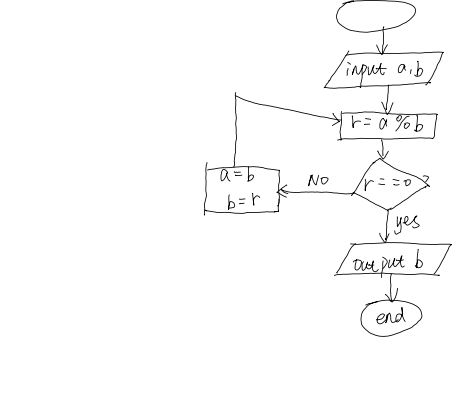 input a,b
r=a%b
r==0?
No
a=b
b=r
yes
output b
end